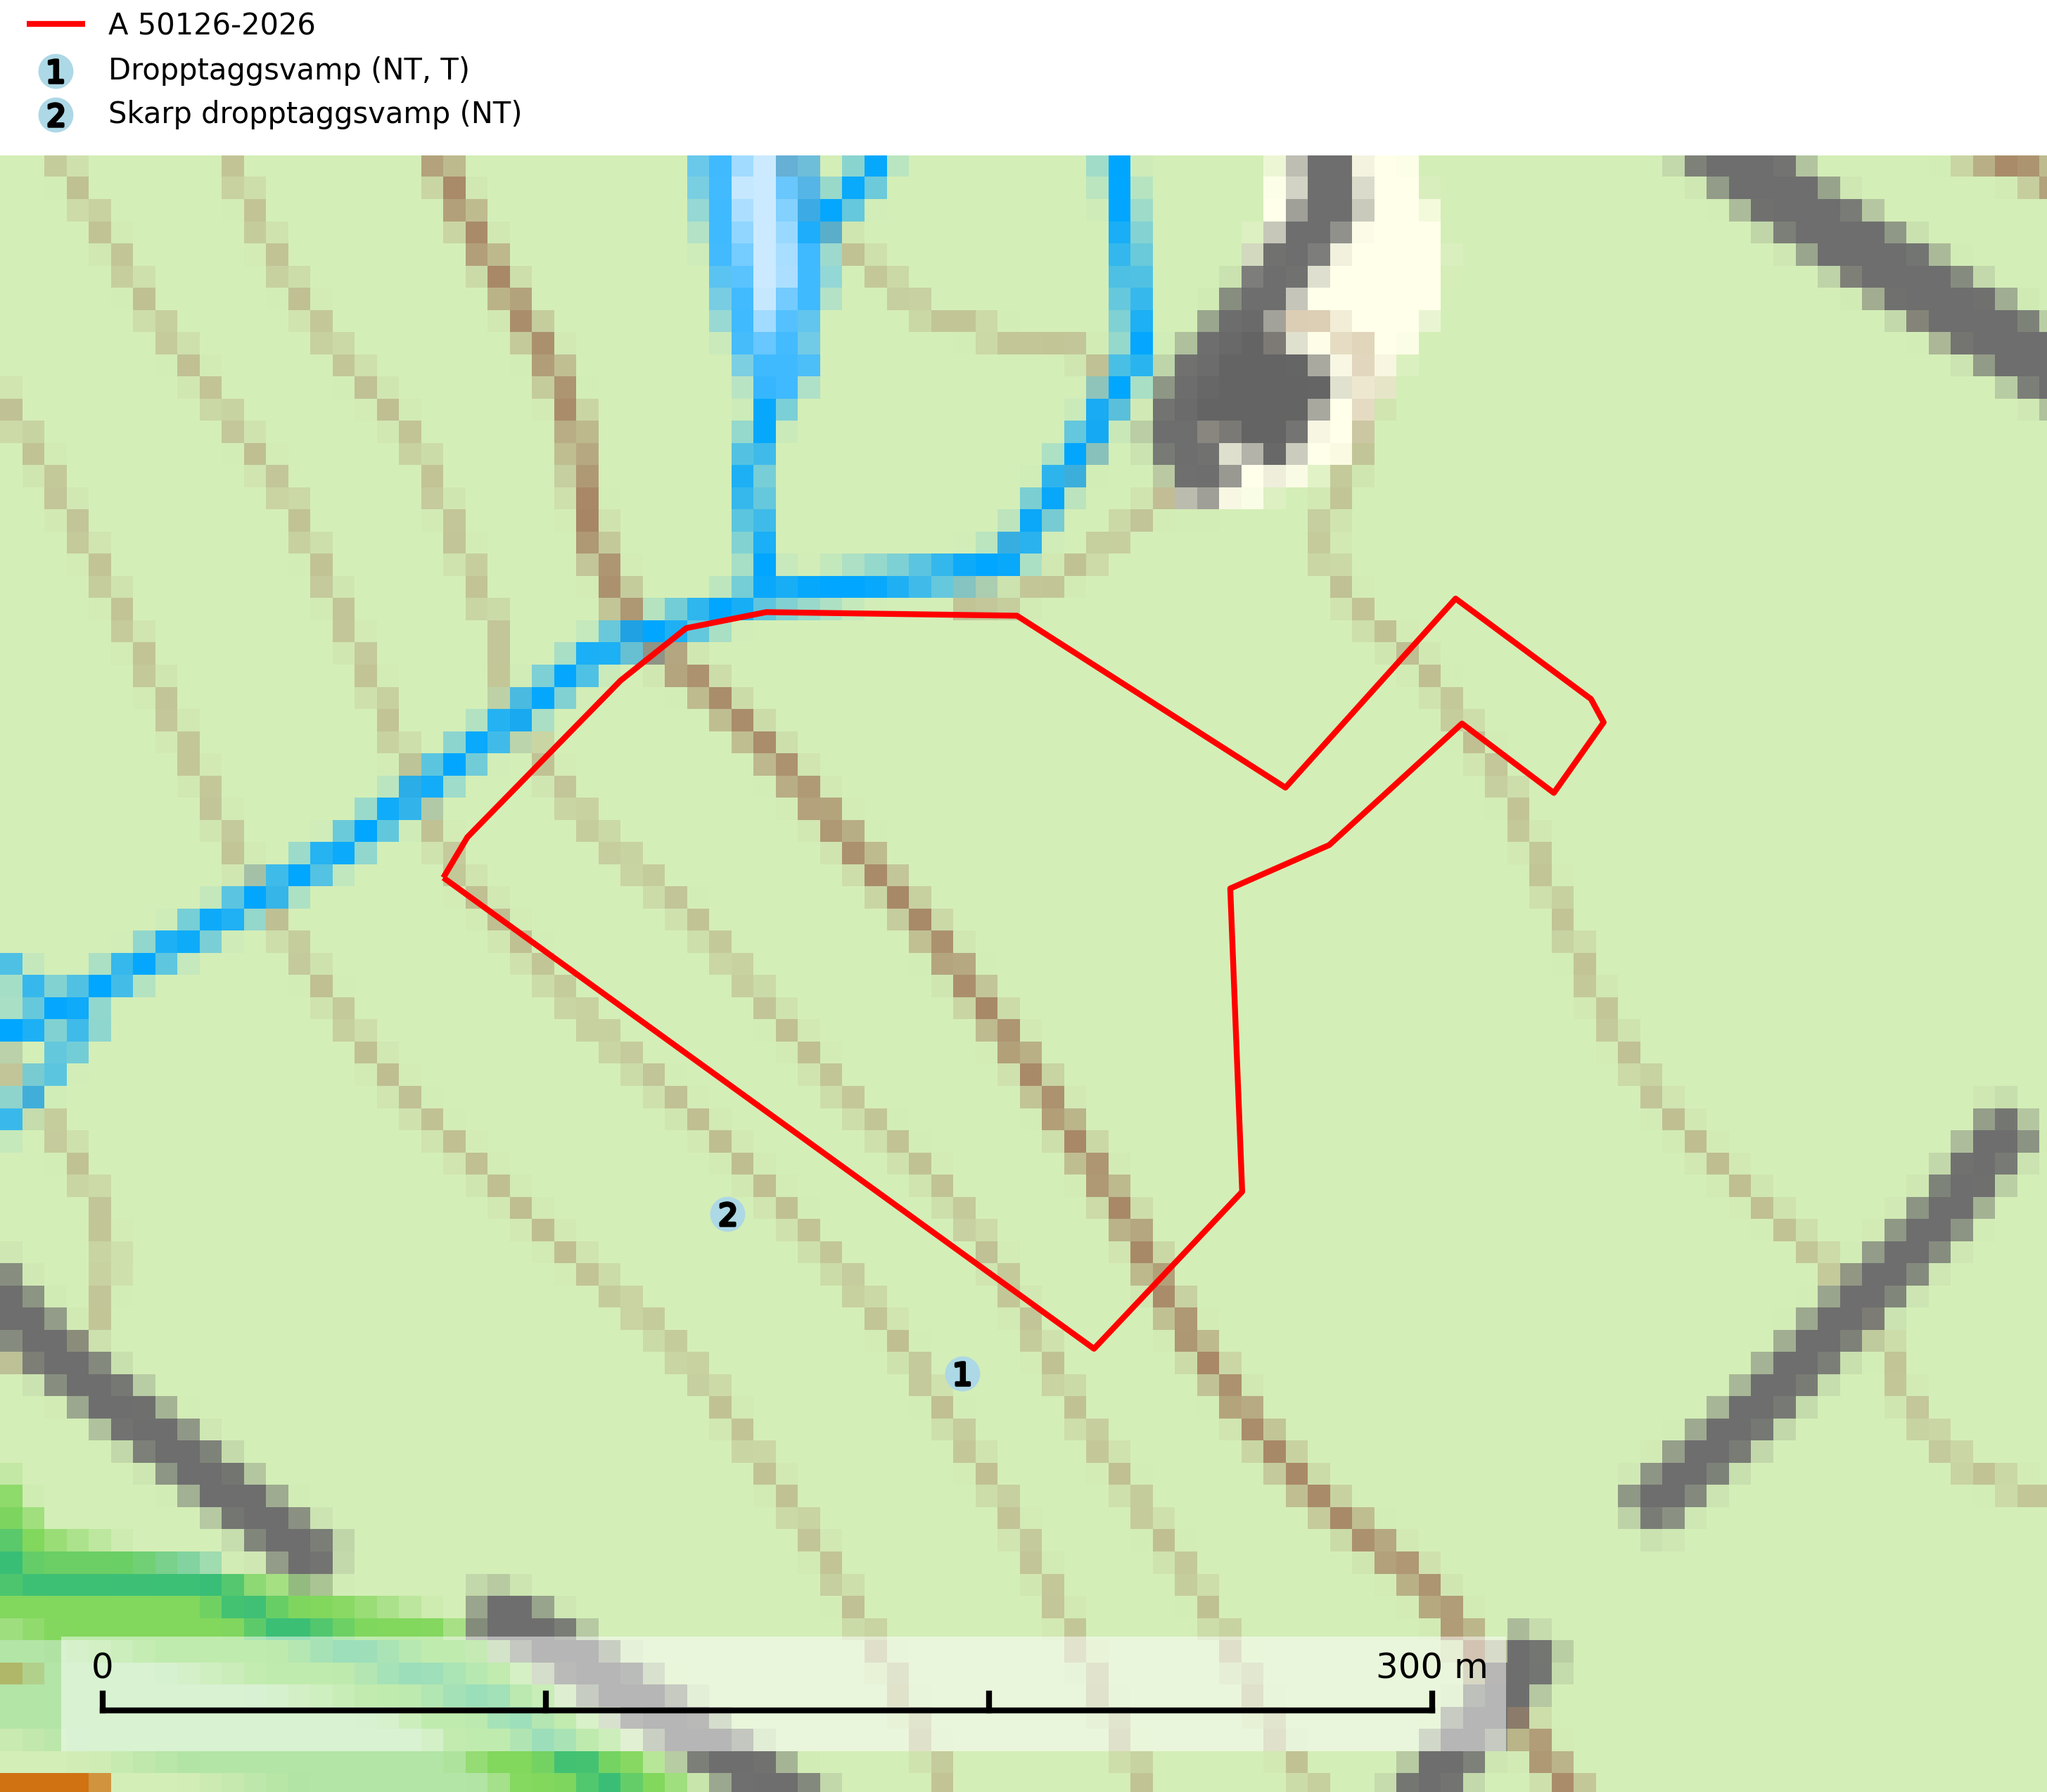 A 50126-2026
1 Dropptaggsvamp (NT, T)
2 Skarp dropptaggsvamp (NT)
2
1
0 300 m